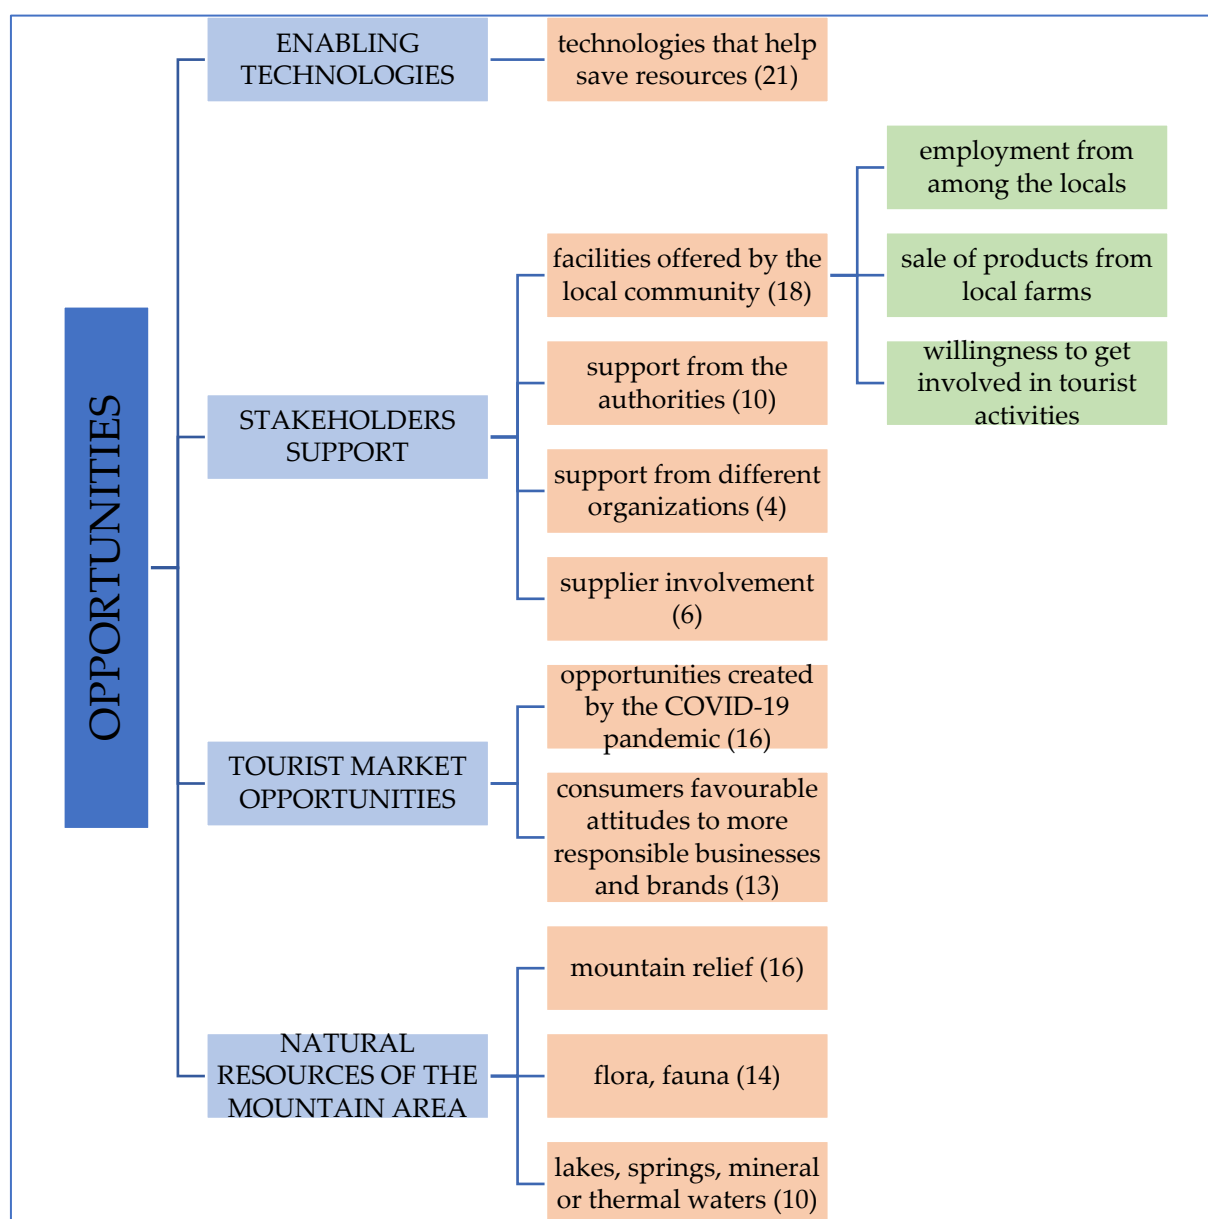 OPPORTUNITIES
ENABLING
TECHNOLOGIES
technologies that help
save resources (21)
STAKEHOLDERS
SUPPORT
facilities offered by the
local community (18)
employment from
among the locals
sale of products from
local farms
willingness to get
involved in tourist
activities
support from the
authorities (10)
support from different
organizations (4)
supplier involvement
(6)
TOURIST MARKET
OPPORTUNITIES
opportunities created
by the COVID-19
pandemic (16)
consumers favourable
attitudes to more
responsible businesses
and brands (13)
NATURAL
RESOURCES OF THE
MOUNTAIN AREA
mountain relief (16)
flora, fauna (14)
lakes, springs, mineral
or thermal waters (10)